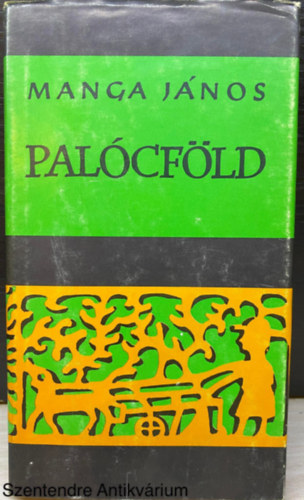 MANGA JÁNOS
PALÓCFÖLD
Szentendre Antikvárium